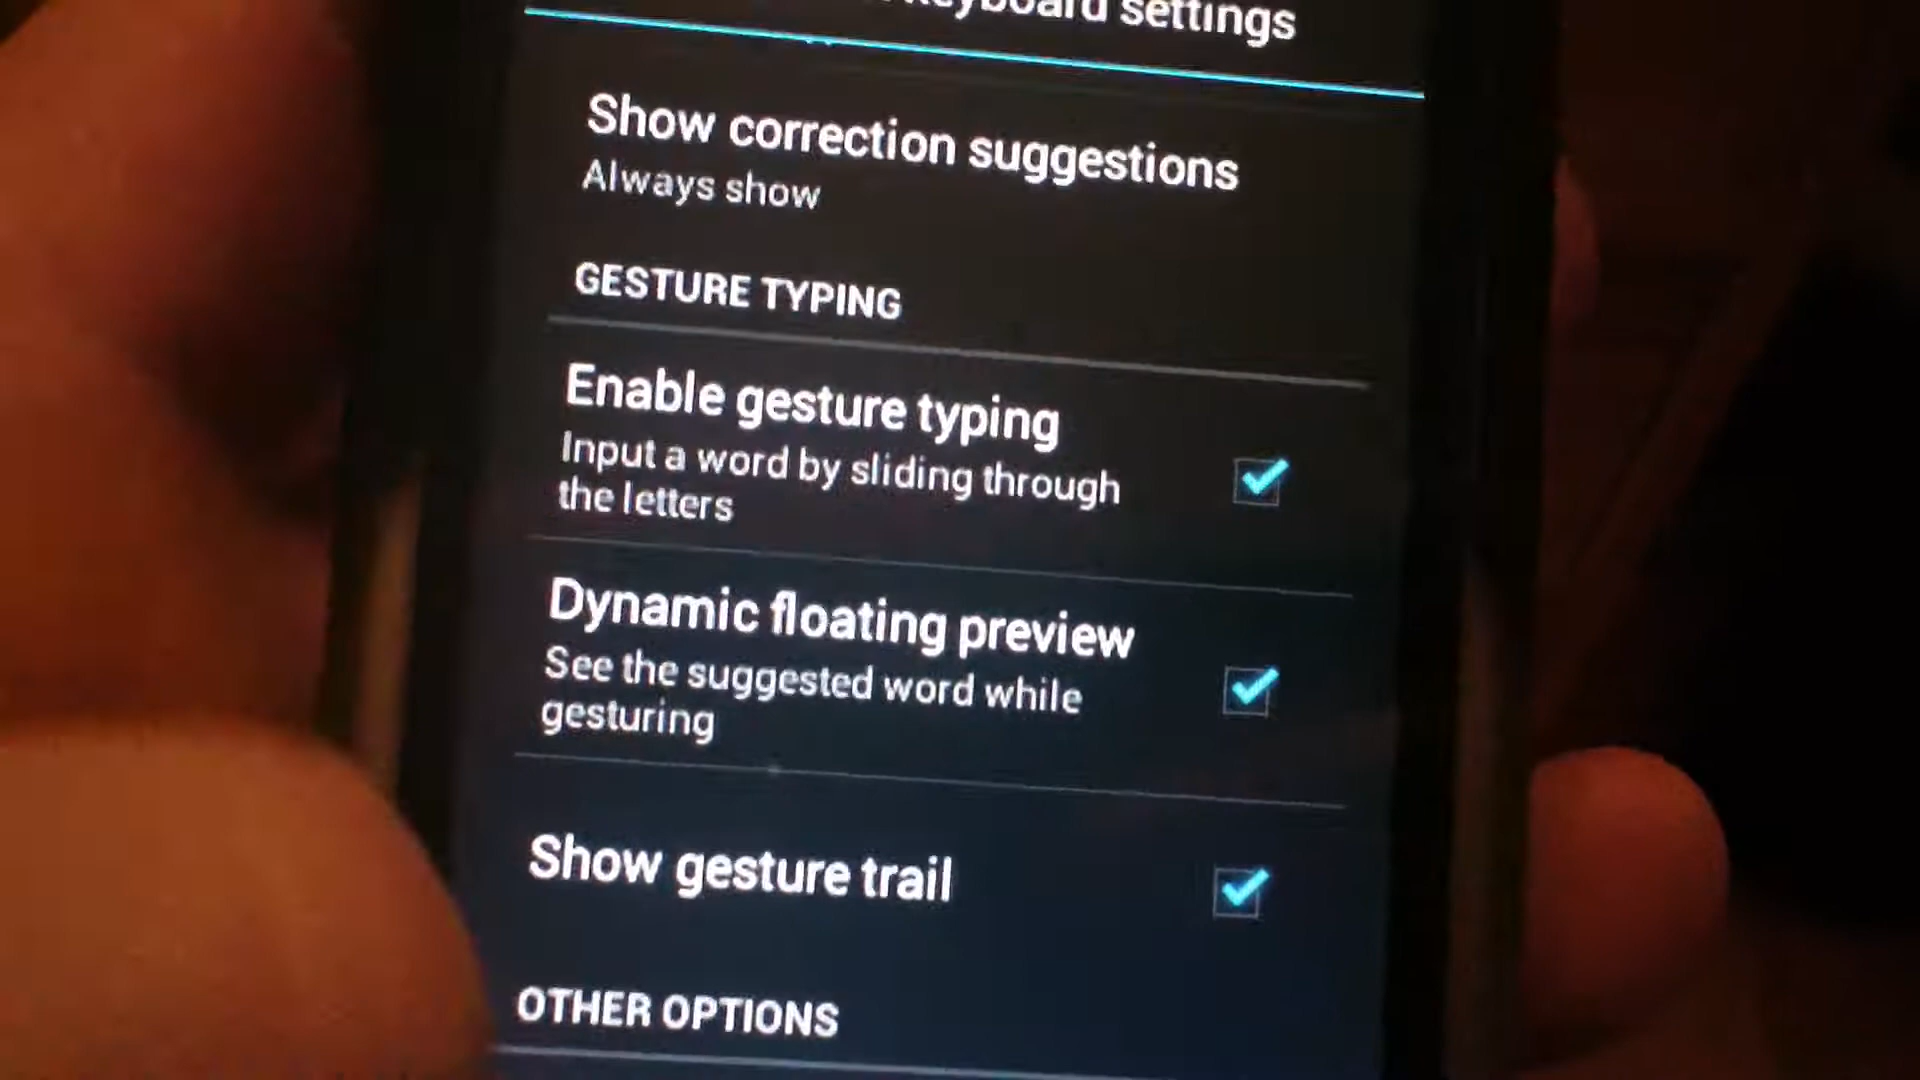 keyboard settings
Show correction suggestions
Always show
GESTURE TYPING
Enable gesture typing
Input a word by sliding through
the letters
Dynamic floating preview
See the suggested word while
gesturing
Show gesture trail
OTHER OPTIONS